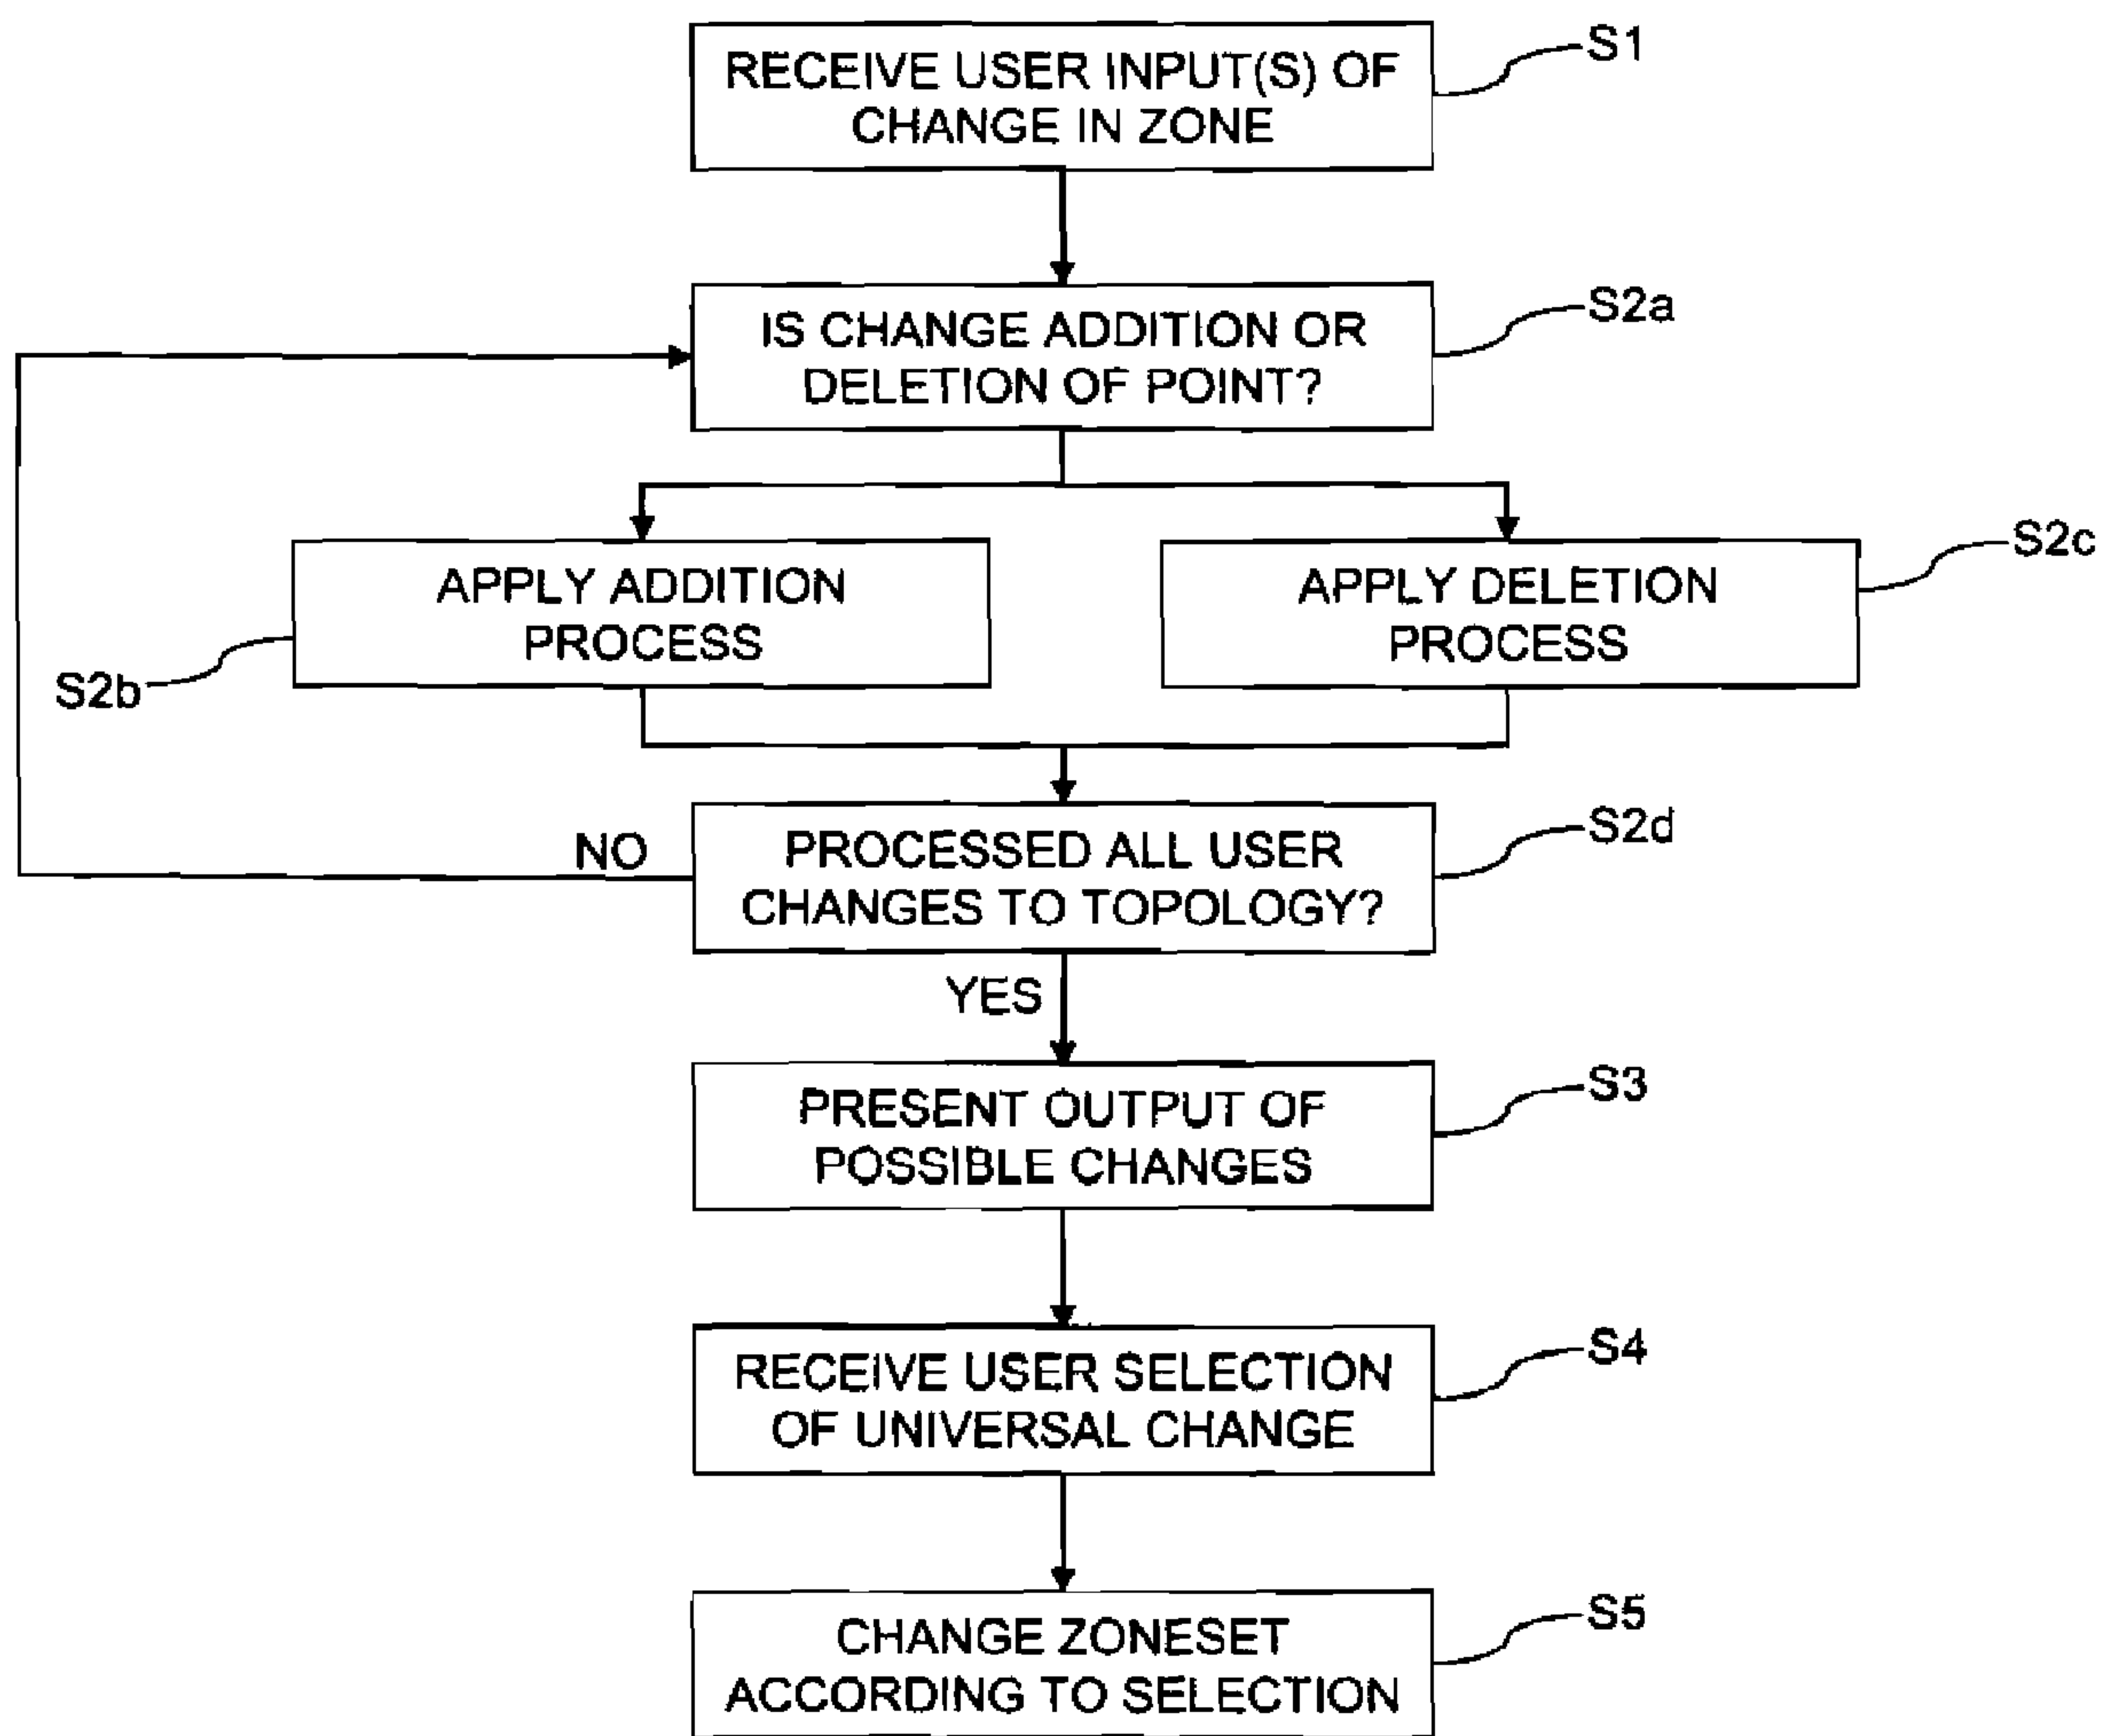 RECEIVE USER INPUT(S) OF
CHANGE IN ZONE
S1
IS CHANGE ADDITION OR
DELETION OF POINT?
S2a
APPLY ADDITION
PROCESS
S2b
APPLY DELETION
PROCESS
S2c
PROCESSED ALL USER
CHANGES TO TOPOLOGY?
S2d
NO
YES
PRESENT OUTPUT OF
POSSIBLE CHANGES
S3
RECEIVE USER SELECTION
OF UNIVERSAL CHANGE
S4
CHANGE ZONESET
ACCORDING TO SELECTION
S5